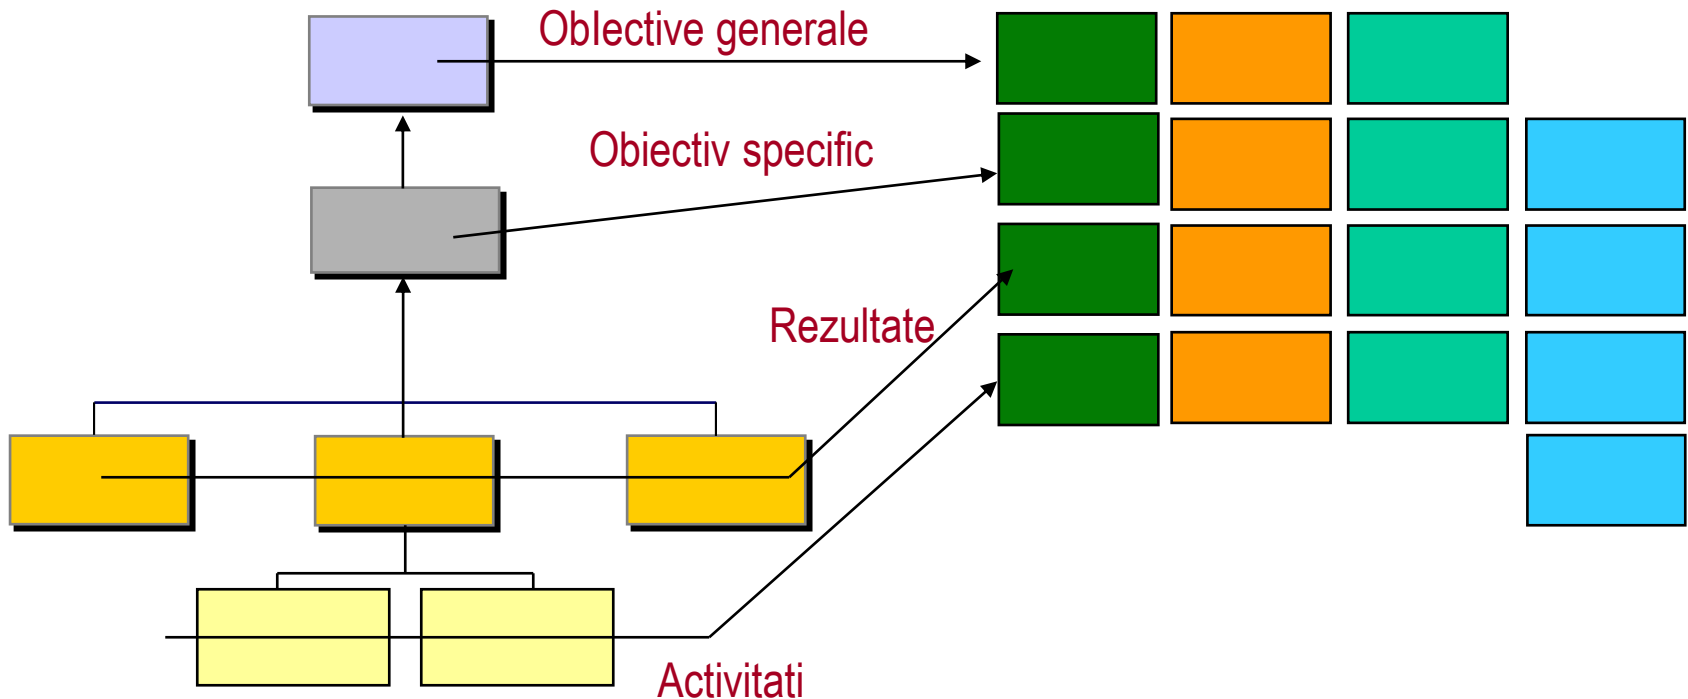 Oblective generale
Obiectiv specific
Rezultate
Activitati